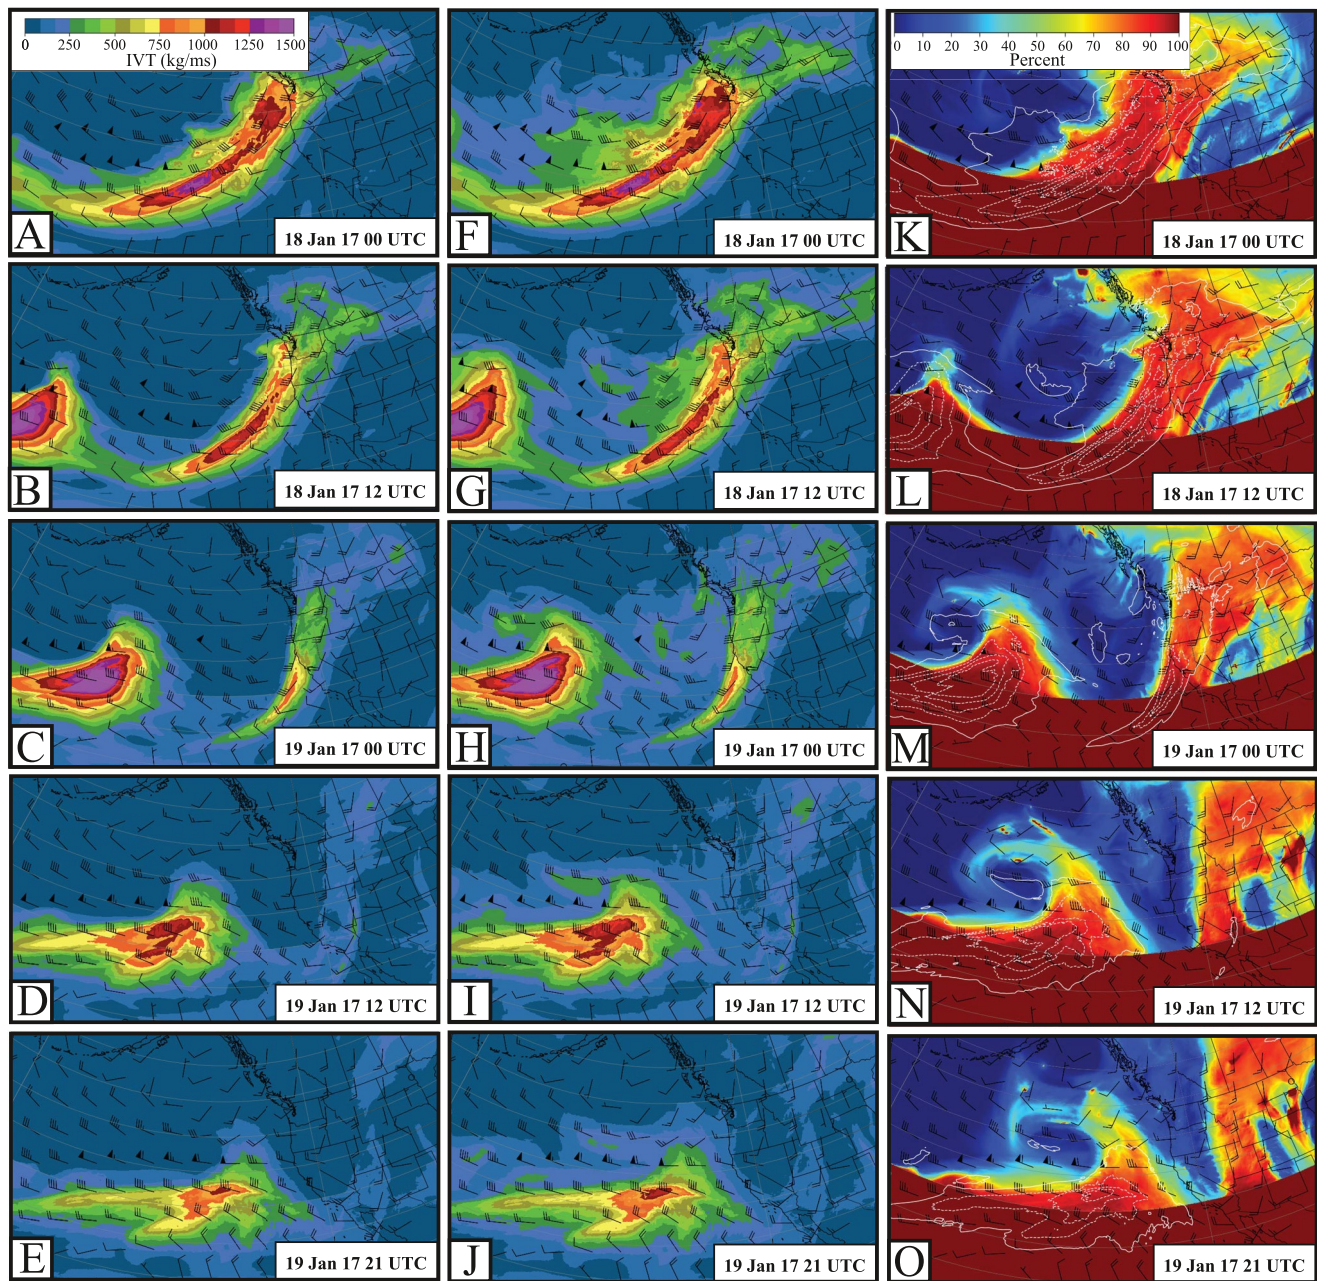 0 250 500 750 1000 1250 1500
IVT (kg/ms)
A
18 Jan 17 00 UTC
F
18 Jan 17 00 UTC
0 10 20 30 40 50 60 70 80 90 100
Percent
K
18 Jan 17 00 UTC
B
18 Jan 17 12 UTC
G
18 Jan 17 12 UTC
L
18 Jan 17 12 UTC
C
19 Jan 17 00 UTC
H
19 Jan 17 00 UTC
M
19 Jan 17 00 UTC
D
19 Jan 17 12 UTC
I
19 Jan 17 12 UTC
N
19 Jan 17 12 UTC
E
19 Jan 17 21 UTC
J
19 Jan 17 21 UTC
O
19 Jan 17 21 UTC